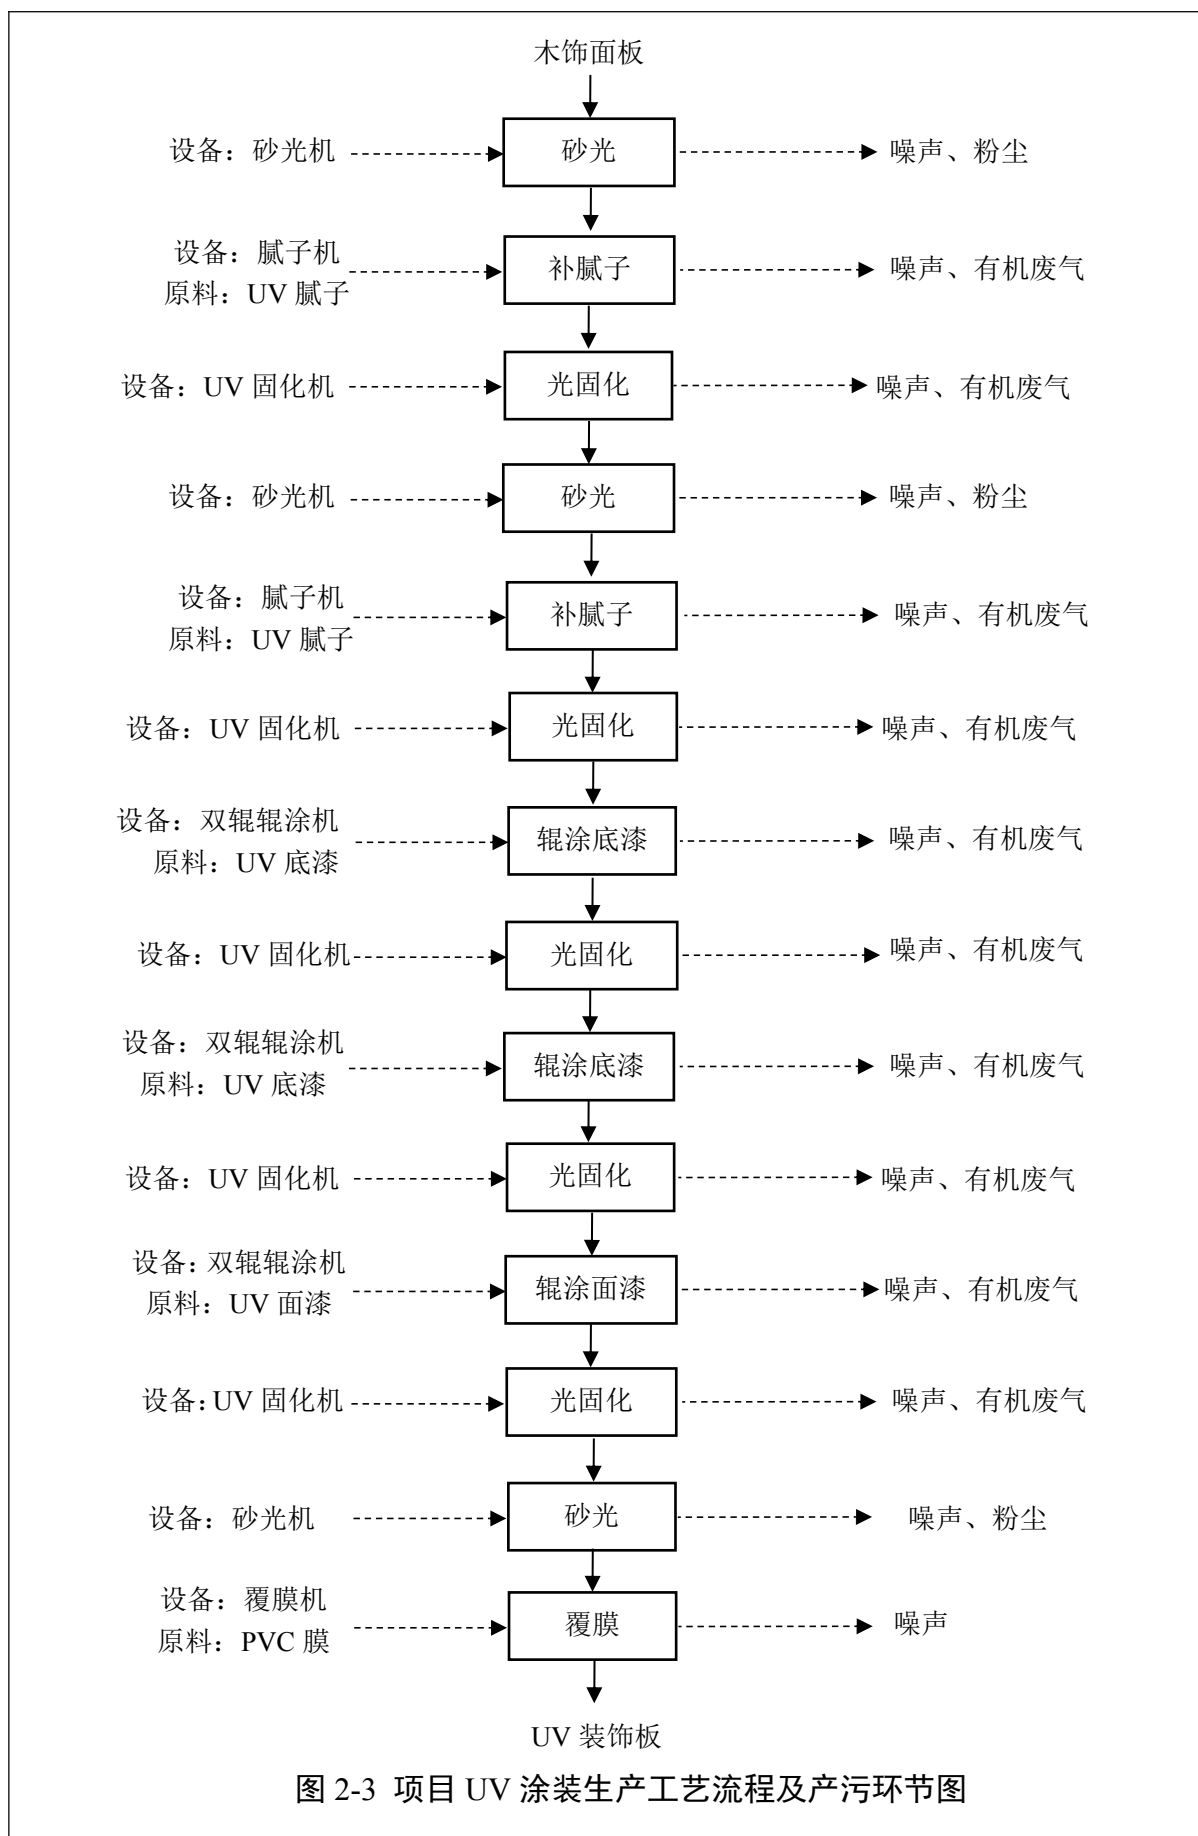 木饰面板
设备：砂光机
砂光
噪声、粉尘
设备：腻子机
原料：UV 腻子
补腻子
噪声、有机废气
设备：UV 固化机
光固化
噪声、有机废气
设备：砂光机
砂光
噪声、粉尘
设备：腻子机
原料：UV 腻子
补腻子
噪声、有机废气
设备：UV 固化机
光固化
噪声、有机废气
设备：双辊辊涂机
原料：UV 底漆
辊涂底漆
噪声、有机废气
设备：UV 固化机
光固化
噪声、有机废气
设备：双辊辊涂机
原料：UV 底漆
辊涂底漆
噪声、有机废气
设备：UV 固化机
光固化
噪声、有机废气
设备：双辊辊涂机
原料：UV 面漆
辊涂面漆
噪声、有机废气
设备：UV 固化机
光固化
噪声、有机废气
设备：砂光机
砂光
噪声、粉尘
设备：覆膜机
原料：PVC 膜
覆膜
噪声
UV 装饰板
图 2-3 项目 UV 涂装生产工艺流程及产污环节图